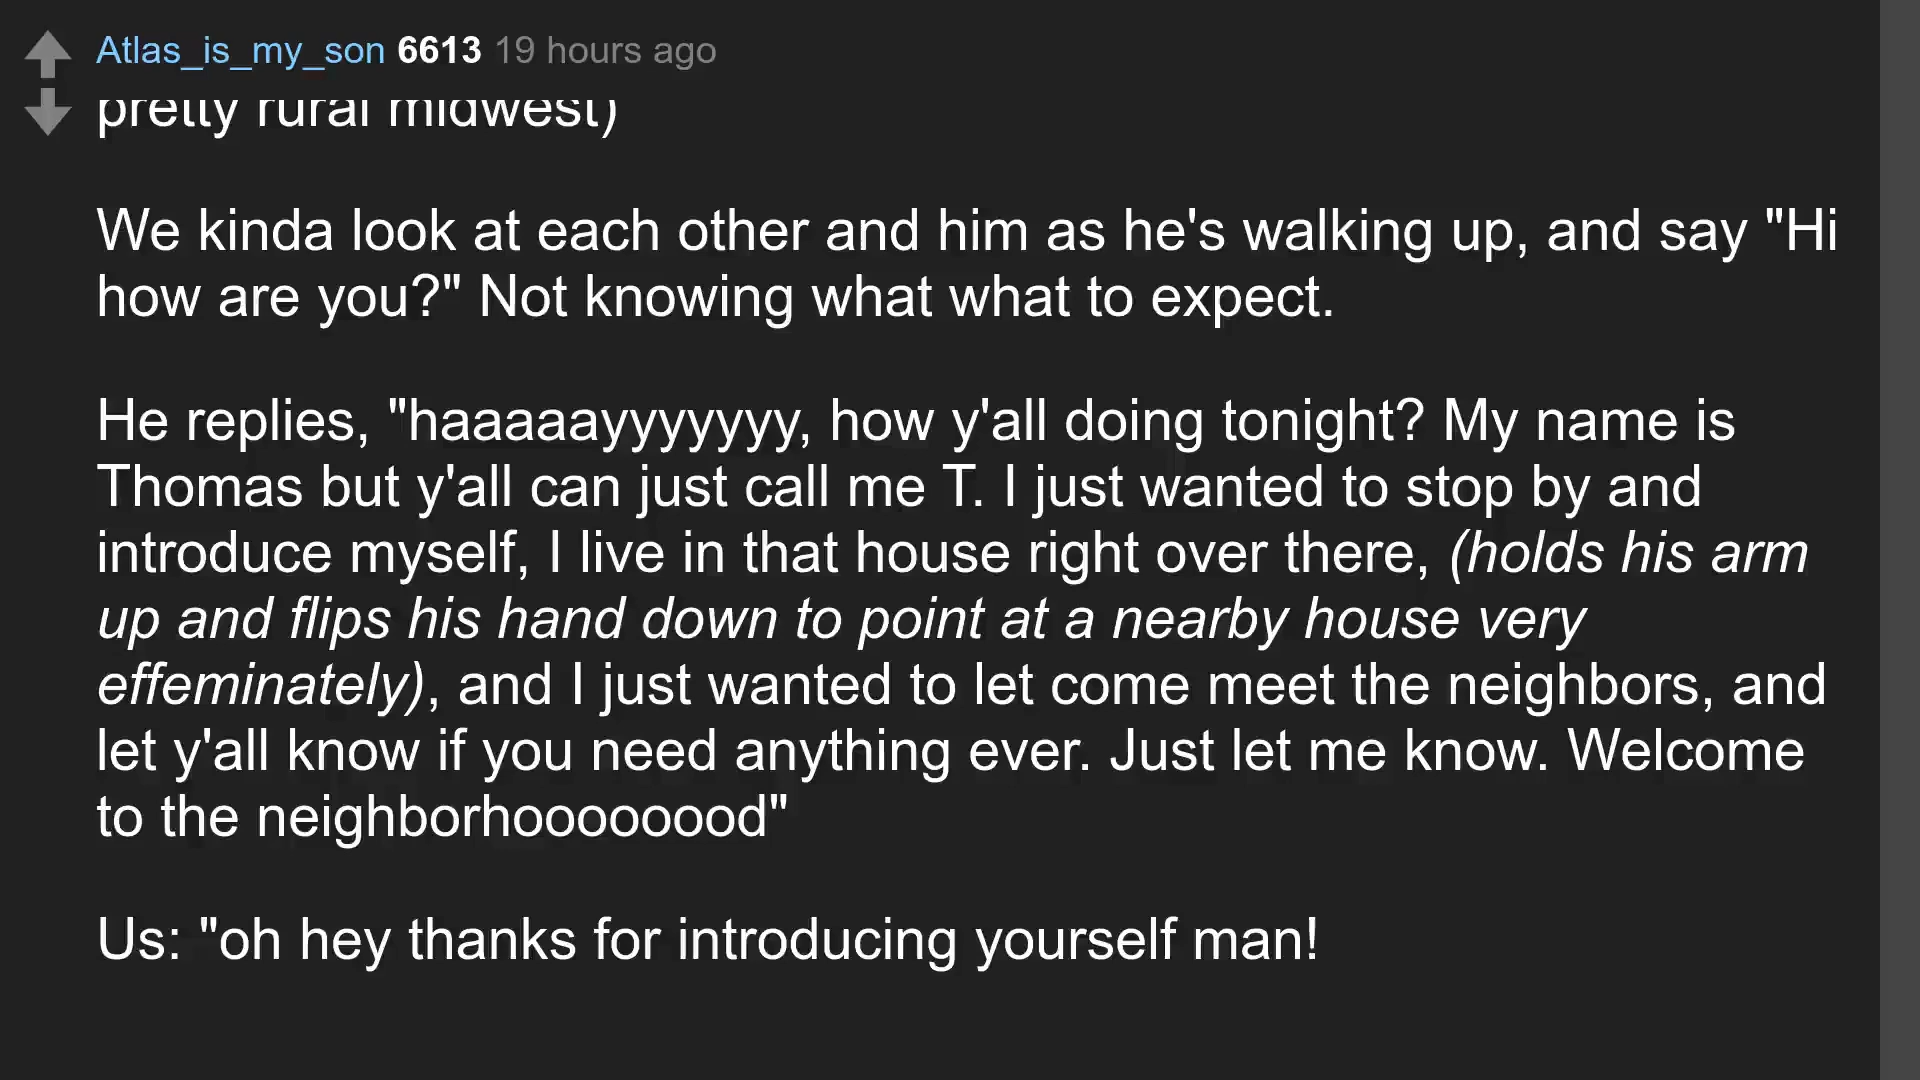 Atlas_is_my_son 6613 19 hours ago
pretty rural midwest)
We kinda look at each other and him as he's walking up, and say "Hi
how are you?" Not knowing what what to expect.
He replies, "haaaaayyyyyyy, how y'all doing tonight? My name is
Thomas but y'all can just call me T. I just wanted to stop by and
introduce myself, I live in that house right over there, (holds his arm
up and flips his hand down to point at a nearby house very
effeminately), and I just wanted to let come meet the neighbors, and
let y'all know if you need anything ever. Just let me know. Welcome
to the neighborhoooooood"
Us: "oh hey thanks for introducing yourself man!